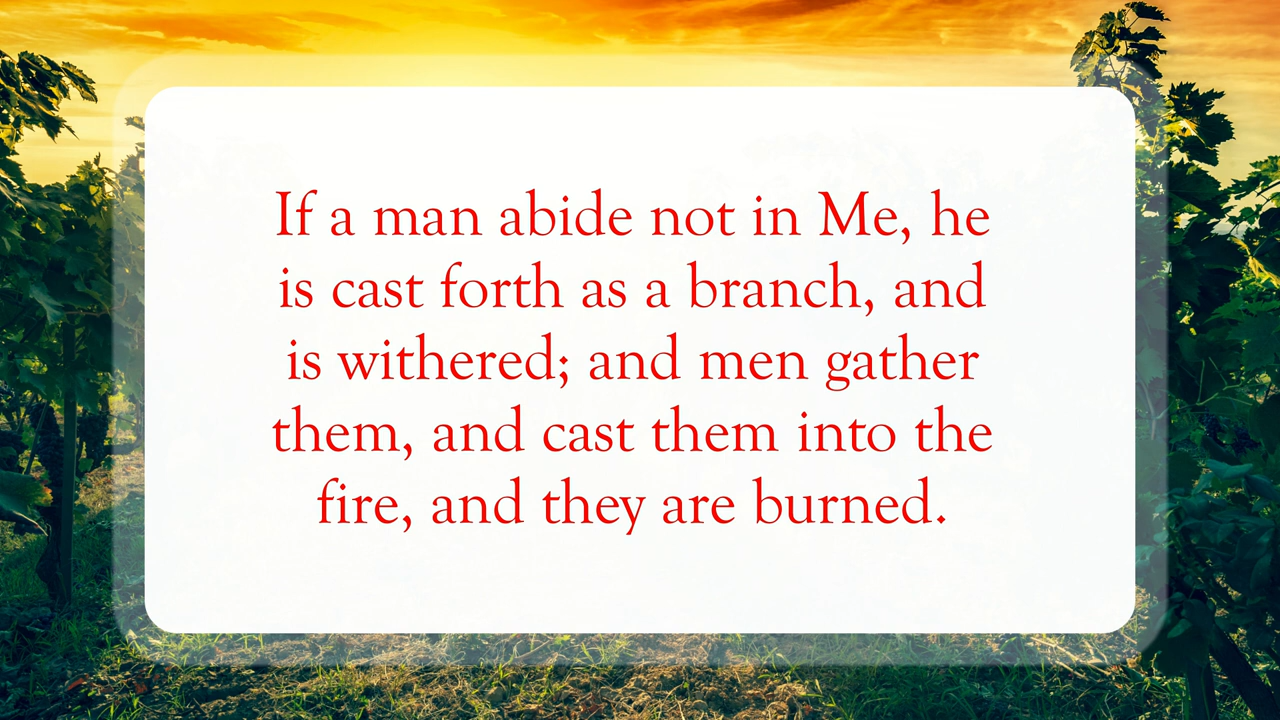 If a man abide not in Me, he
is cast forth as a branch, and
is withered; and men gather
them, and cast them into the
fire, and they are burned.